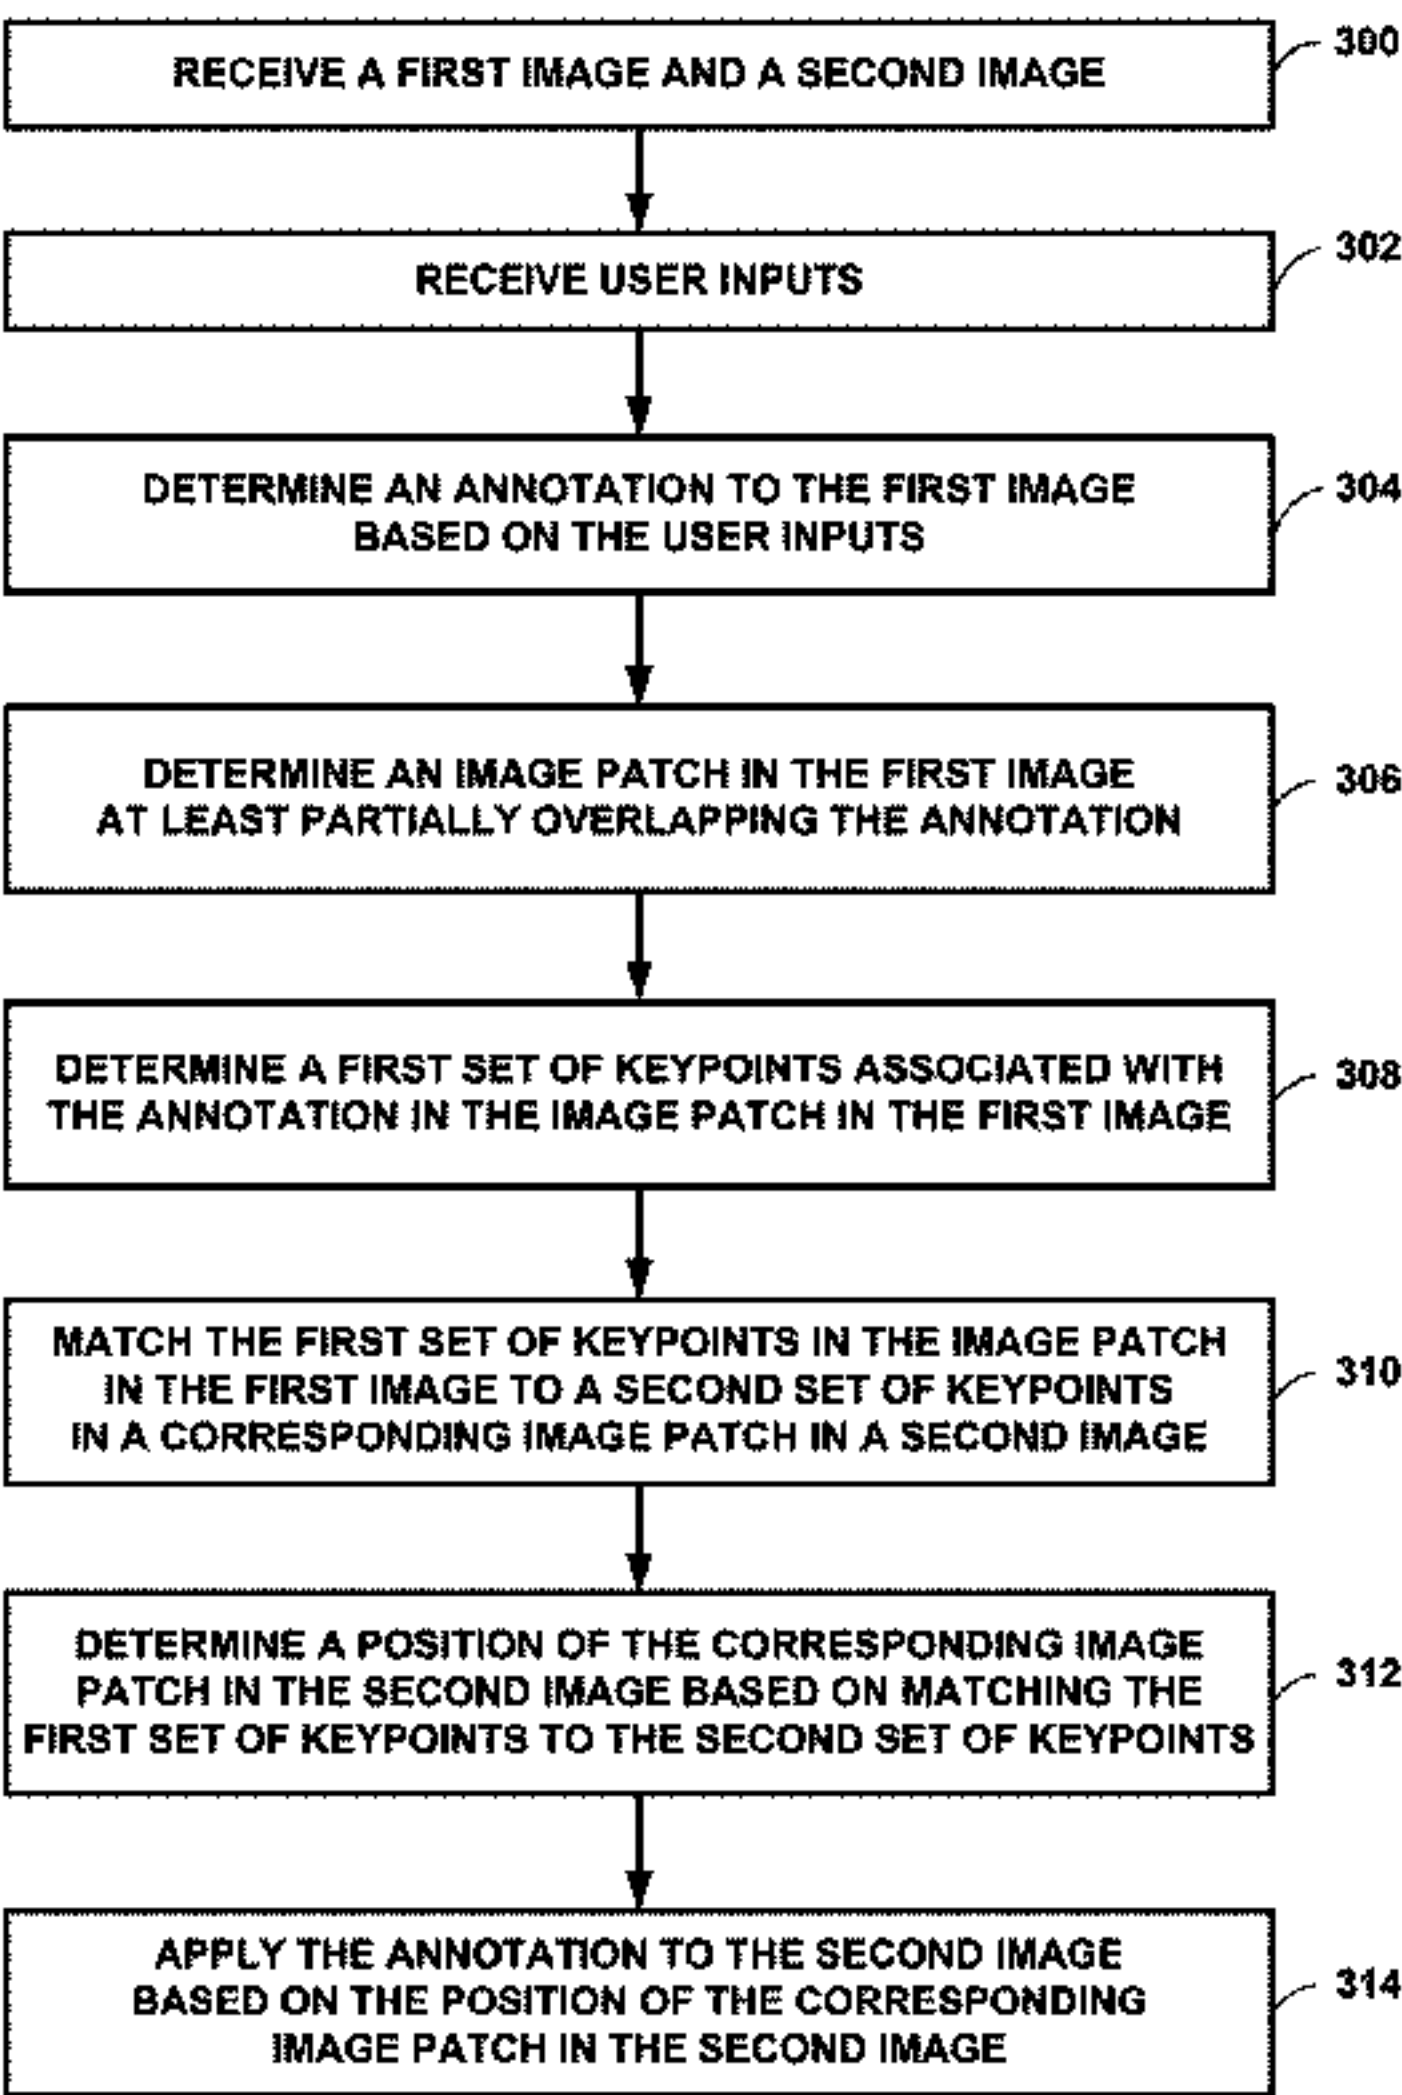 RECEIVE A FIRST IMAGE AND A SECOND IMAGE
300
RECEIVE USER INPUTS
302
DETERMINE AN ANNOTATION TO THE FIRST IMAGE
BASED ON THE USER INPUTS
304
DETERMINE AN IMAGE PATCH IN THE FIRST IMAGE
AT LEAST PARTIALLY OVERLAPPING THE ANNOTATION
306
DETERMINE A FIRST SET OF KEYPOINTS ASSOCIATED WITH
THE ANNOTATION IN THE IMAGE PATCH IN THE FIRST IMAGE
308
MATCH THE FIRST SET OF KEYPOINTS IN THE IMAGE PATCH
IN THE FIRST IMAGE TO A SECOND SET OF KEYPOINTS
IN A CORRESPONDING IMAGE PATCH IN A SECOND IMAGE
310
DETERMINE A POSITION OF THE CORRESPONDING IMAGE
PATCH IN THE SECOND IMAGE BASED ON MATCHING THE
FIRST SET OF KEYPOINTS TO THE SECOND SET OF KEYPOINTS
312
APPLY THE ANNOTATION TO THE SECOND IMAGE
BASED ON THE POSITION OF THE CORRESPONDING
IMAGE PATCH IN THE SECOND IMAGE
314